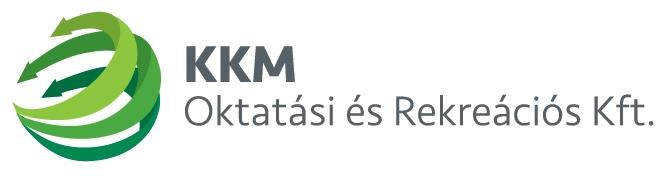 KKM
Oktatási és Rekreációs Kft.